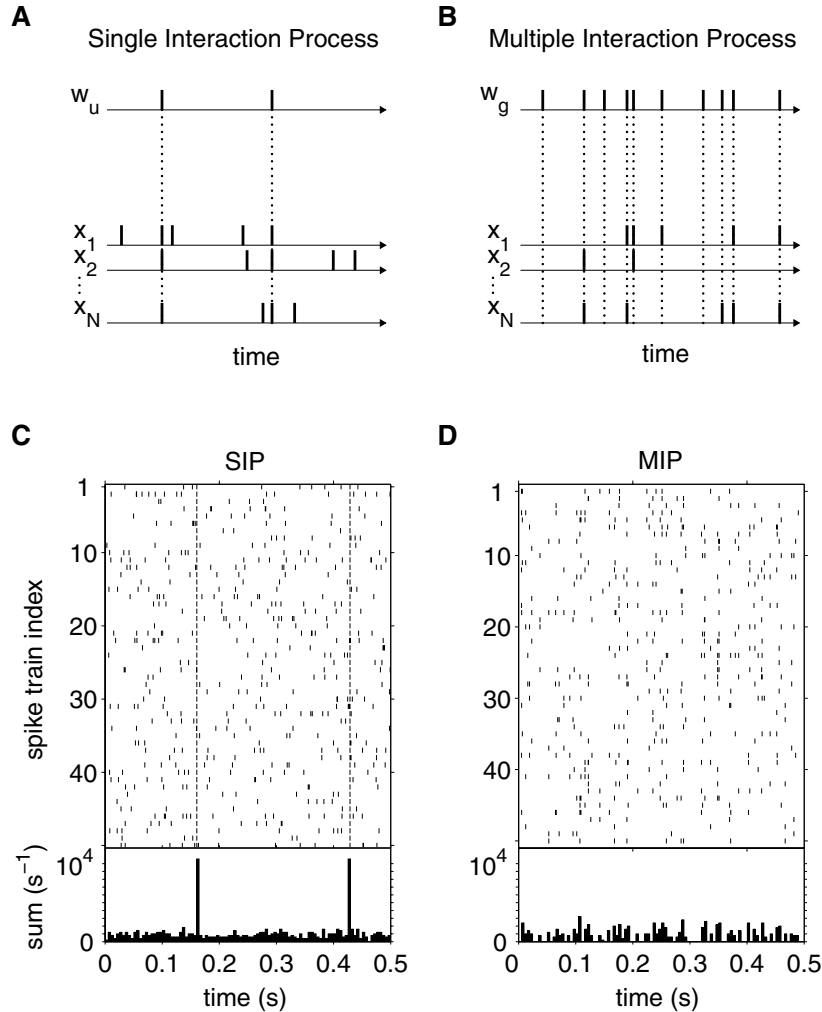 A
Single Interaction Process
w_u
x_1
x_2
x_N
time
B
Multiple Interaction Process
w_g
x_1
x_2
x_N
time
C
SIP
1
10
20
30
40
spike train index
10^4
0
sum (s^−1)
0 0.1 0.2 0.3 0.4 0.5
time (s)
D
MIP
1
10
20
30
40
10^4
0
0 0.1 0.2 0.3 0.4 0.5
time (s)